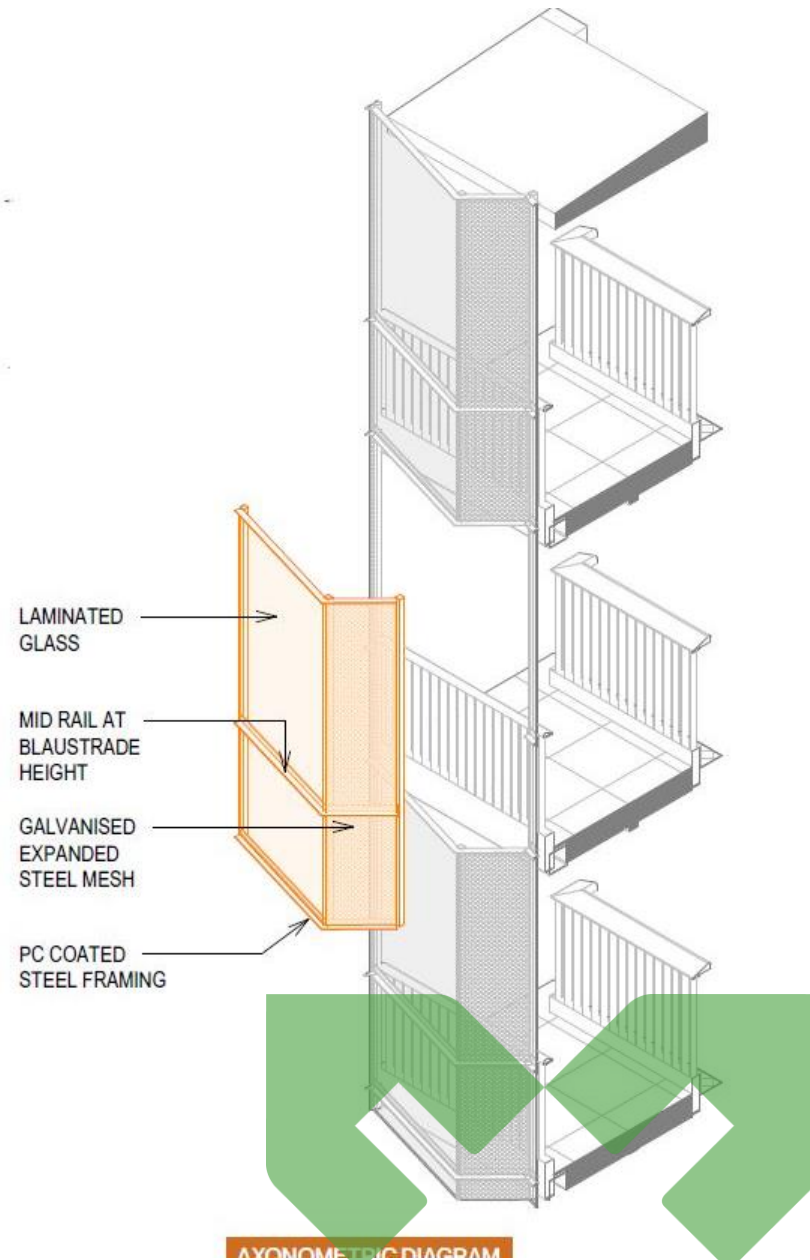 LAMINATED
GLASS
MID RAIL AT
BLAUSTRADE
HEIGHT
GALVANISED
EXPANDED
STEEL MESH
PC COATED
STEEL FRAMING
AXONOMETRIC DIAGRAM